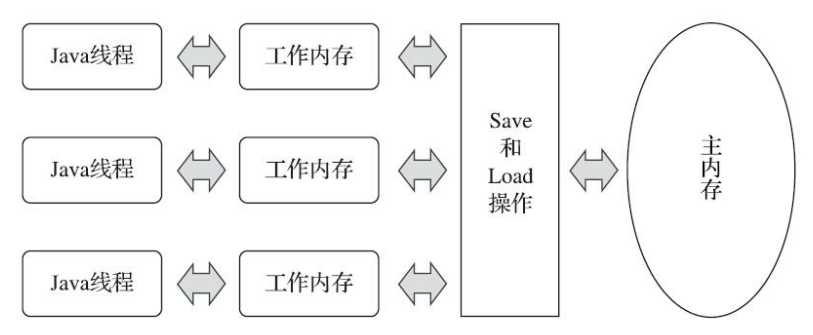 Java线程
工作内存
Java线程
工作内存
Java线程
工作内存
Save
和
Load
操作
主
内
存